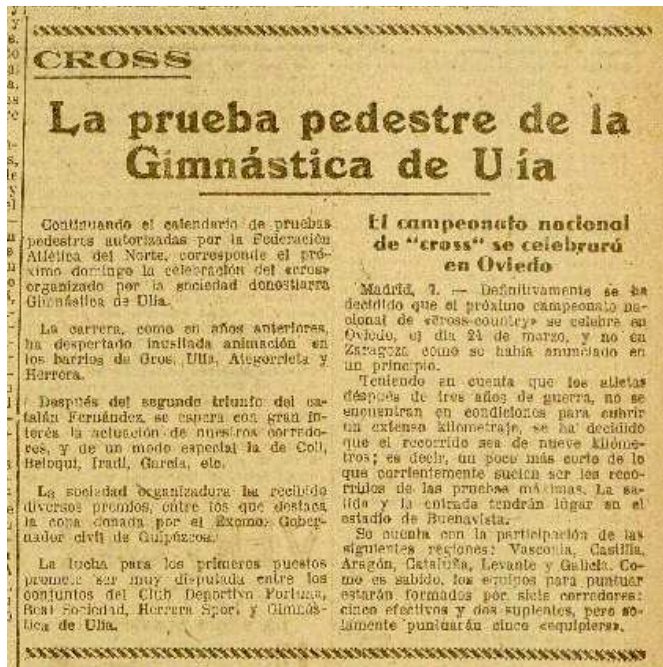 CROSS
La prueba pedestre de la
Gimnástica de Ulía
Continuando el calendario de pruebas
pedestres autorizadas por la Federación
Atlética del Norte, corresponde el pró-
ximo domingo la celebración del «cross»
organizado por la sociedad donostiarra
Gimnástica de Ulía.
La carrera, como en años anteriores,
ha despertado inusitada animación en
los barrios de Gros, Ulía, Ategorrieta y
Herrera.
Después del segundo triunfo del ca-
talán Fernández, se espera con gran in-
terés la actuación de nuestros corredo-
res, y de un modo especial la de Coll,
Beloqui, Iradi, García, etc.
La sociedad organizadora ha recibido
diversos premios, entre los que destaca
la copa donada por el Excmo. Gober-
nador civil de Guipúzcoa.
La lucha para los primeros puestos
promete ser muy disputada entre los
conjuntos del Club Deportivo Fortuna,
Real Sociedad, Herrera Sport y Gimnás-
tica de Ulía.
El campeonato nacional
de "cross" se celebrará
en Oviedo
Madrid, 7. — Definitivamente se ha
decidido que el próximo campeonato na-
cional de «cross-country» se celebre en
Oviedo, el día 24 de marzo, y no en
Zaragoza como se había anunciado en
un principio.
Teniendo en cuenta que los atletas
después de tres años de guerra, no se
encuentran en condiciones para cubrir
un extenso kilometraje, se ha decidido
que el recorrido sea de nueve kilóme-
tros; es decir, un poco más corto de lo
que corrientemente suelen ser los reco-
rridos de las pruebas máximas. La sa-
lida y la entrada tendrán lugar en el
estadio de Buenavista.
Se cuenta con la participación de las
siguientes regiones: Vasconia, Castilla,
Aragón, Cataluña, Levante y Galicia. Co-
mo es sabido, los equipos para puntuar
estarán formados por siete corredores:
cinco efectivos y dos suplentes, pero so-
lamente puntuarán cinco «equipiers».